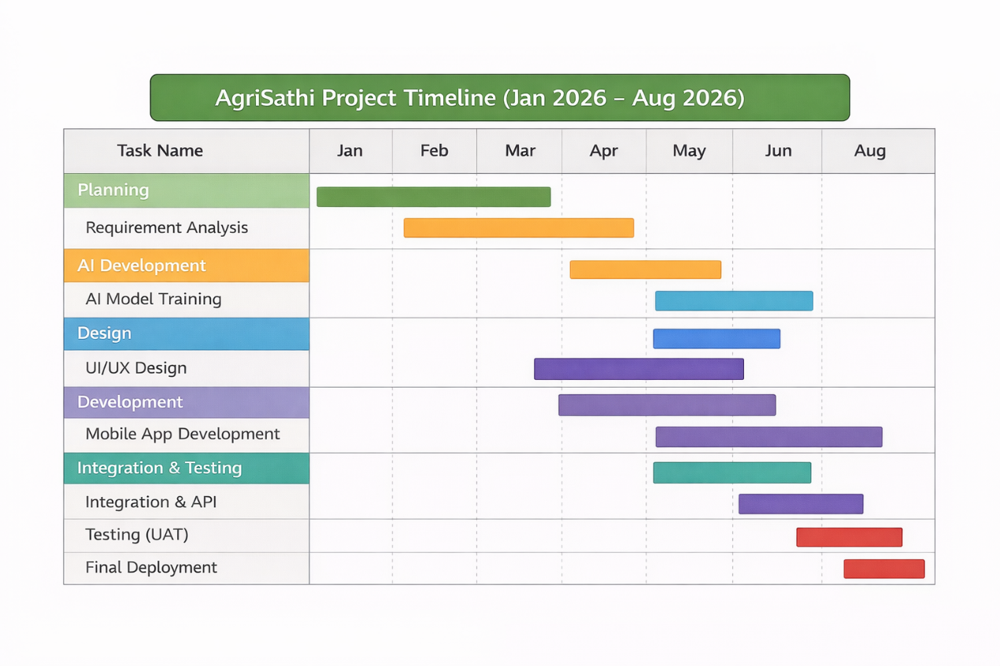 AgriSathi Project Timeline (Jan 2026 – Aug 2026)
Task Name Jan Feb Mar Apr May Jun Aug
Planning
Requirement Analysis
AI Development
AI Model Training
Design
UI/UX Design
Development
Mobile App Development
Integration & Testing
Integration & API
Testing (UAT)
Final Deployment